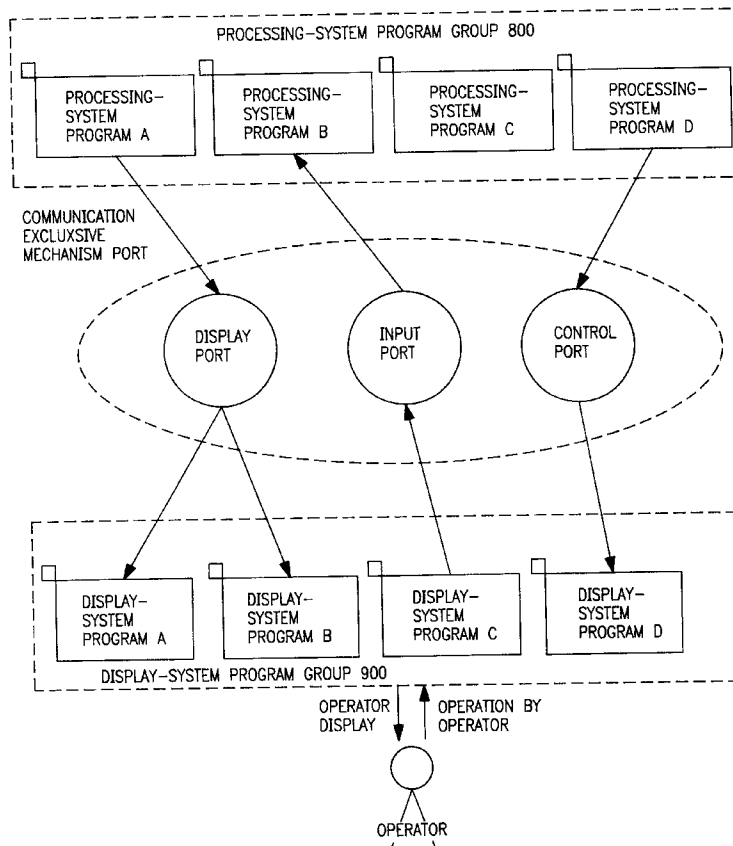 PROCESSING-SYSTEM PROGRAM GROUP 800
PROCESSING-
SYSTEM
PROGRAM A
PROCESSING-
SYSTEM
PROGRAM B
PROCESSING-
SYSTEM
PROGRAM C
PROCESSING-
SYSTEM
PROGRAM D
COMMUNICATION
EXCLUXSIVE
MECHANISM PORT
DISPLAY
PORT
INPUT
PORT
CONTROL
PORT
DISPLAY-
SYSTEM
PROGRAM A
DISPLAY-
SYSTEM
PROGRAM B
DISPLAY-
SYSTEM
PROGRAM C
DISPLAY-
SYSTEM
PROGRAM D
DISPLAY-SYSTEM PROGRAM GROUP 900
OPERATOR
DISPLAY
OPERATION BY
OPERATOR
OPERATOR